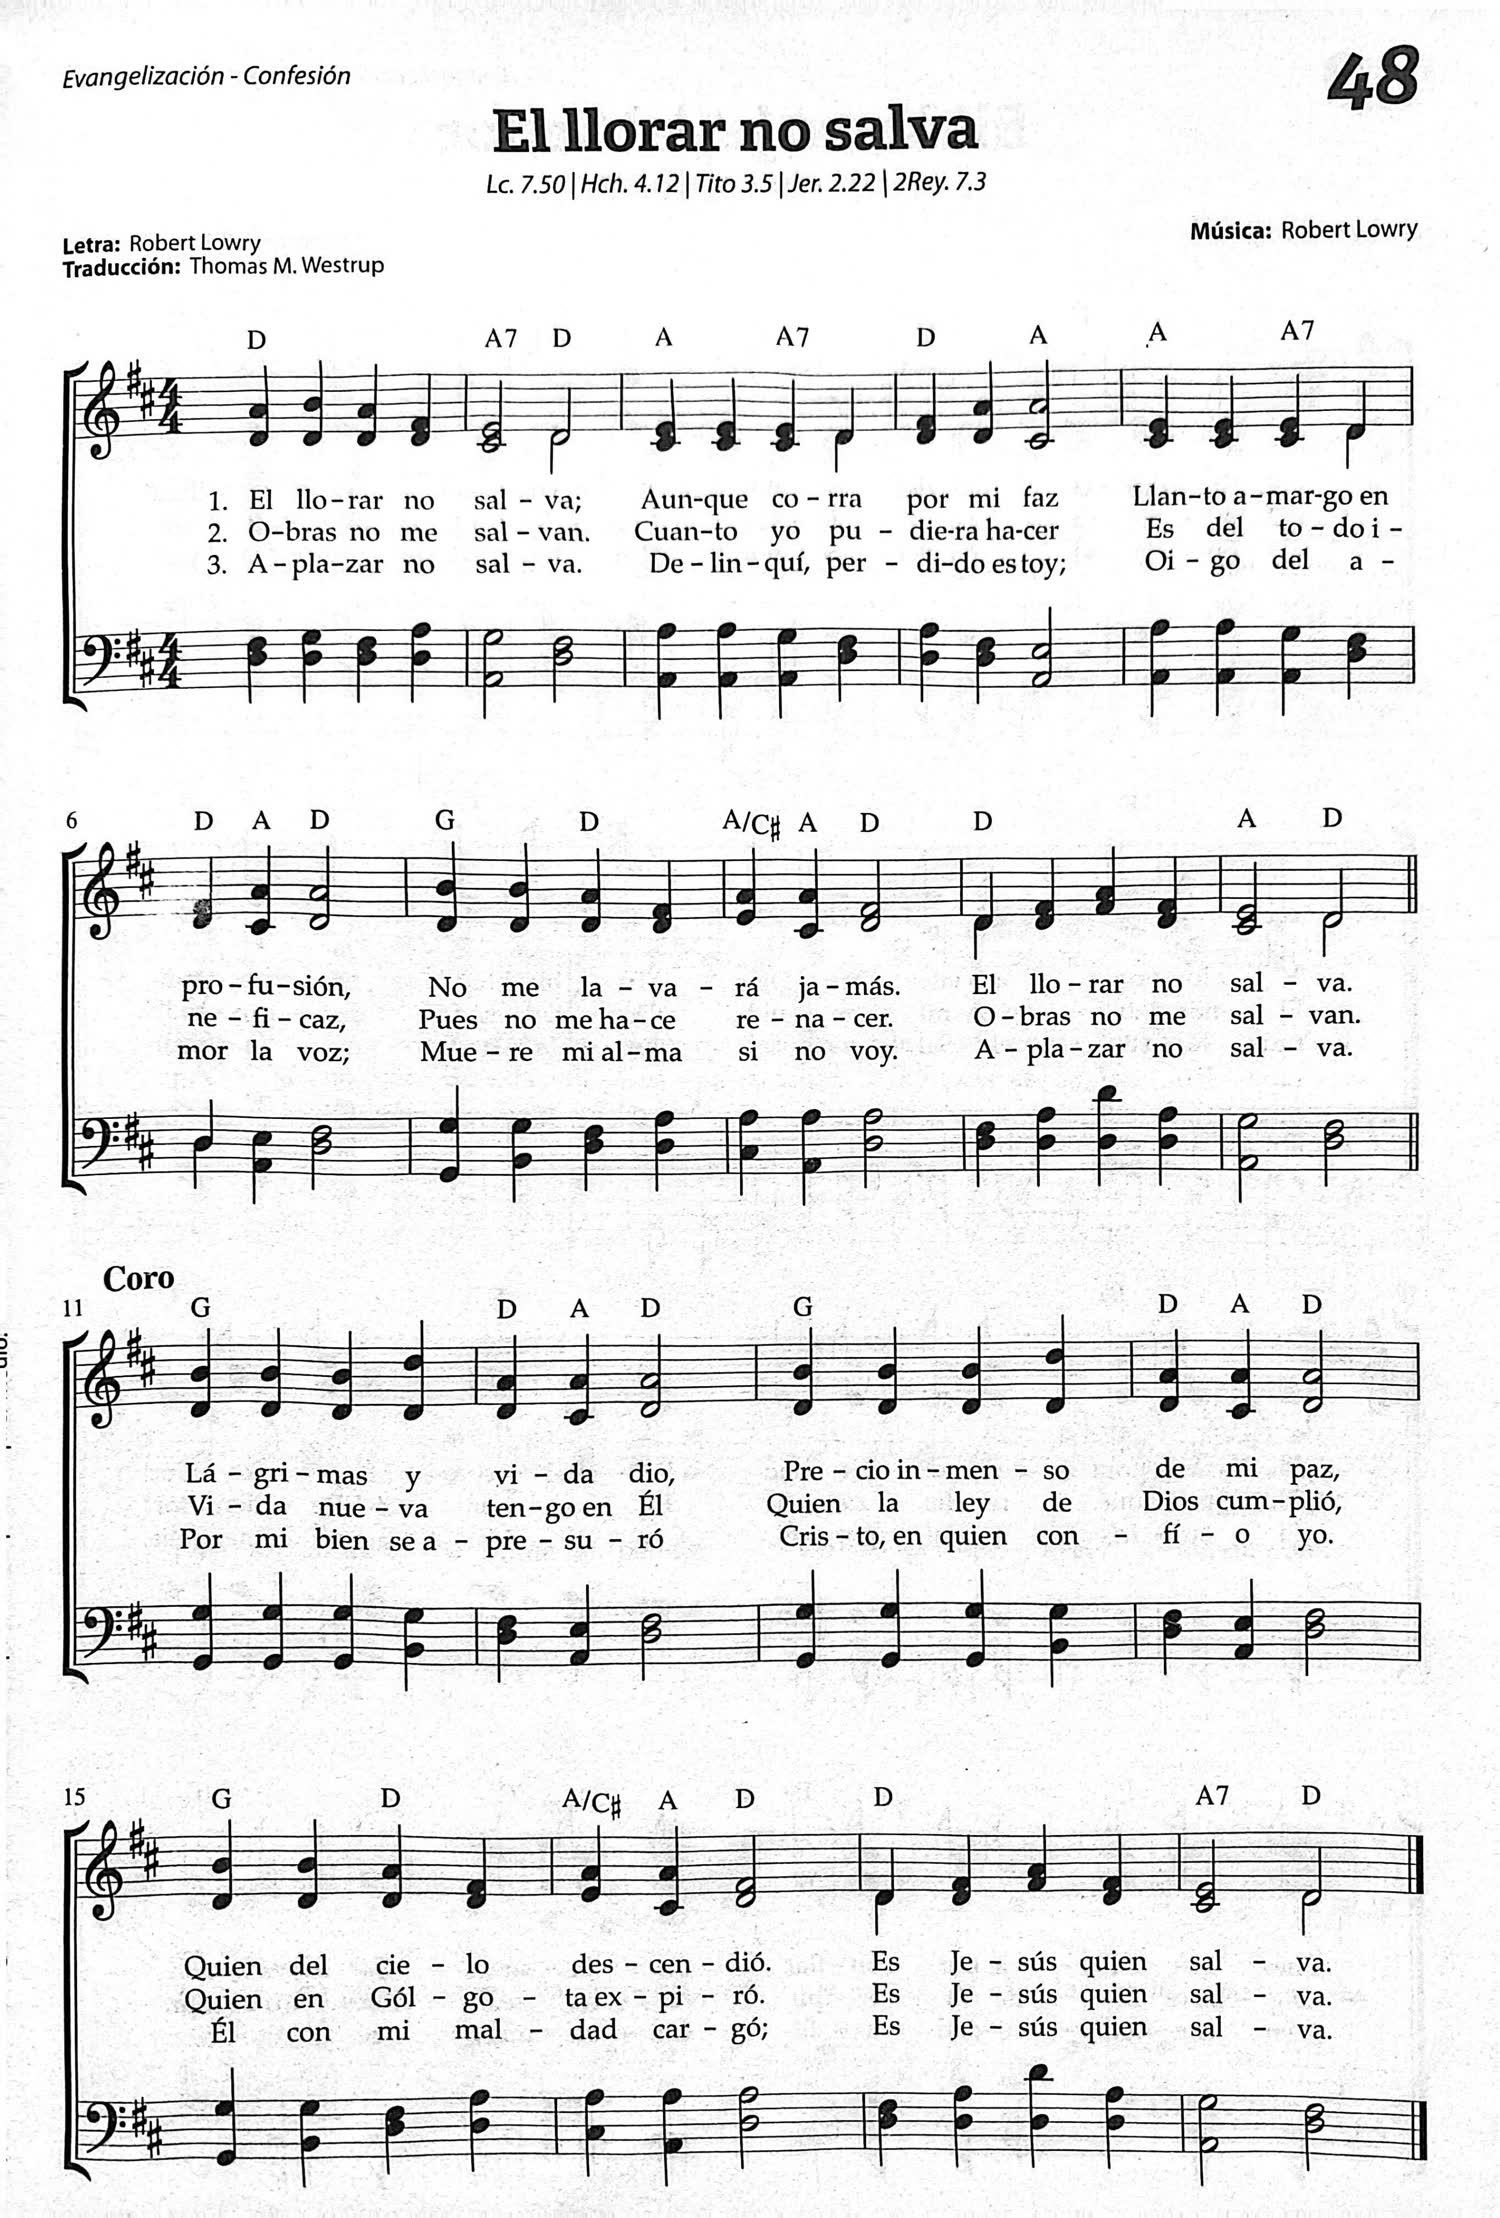 Evangelización - Confesión
48
El llorar no salva
Lc. 7.50 | Hch. 4.12 | Tito 3.5 | Jer. 2.22 | 2Rey. 7.3
Letra: Robert Lowry
Música: Robert Lowry
Traducción: Thomas M. Westrup
D A7 D A A7 D A A A7
1. El llo-rar no sal-va; Aun-que co-rra por mi faz Llan-to a-mar-go en
2. O-bras no me sal-van. Cuan-to yo pu-die-ra ha-cer Es del to-do i-
3. A-pla-zar no sal-va. De-lin-quí, per-di-do es toy; Oi-go del a-
6 D A D G D A/C♯ A D D A D
pro-fu-sión, No me la-va-rá ja-más. El llo-rar no sal-va.
ne-fi-caz, Pues no me ha-ce re-na-cer. O-bras no me sal-van.
mor la voz; Mue-re mi al-ma si no voy. A-pla-zar no sal-va.
Coro
11 G D A D G D A D
Lá-gri-mas y vi-da dio, Pre-cio in-men-so de mi paz,
Vi-da nue-va ten-go en Él Quien la ley de Dios cum-plió,
Por mi bien se a-pre-su-ró Cris-to, en quien con-fí-o yo.
15 G D A/C♯ A D D A7 D
Quien del cie-lo des-cen-dió. Es Je-sús quien sal-va.
Quien en Gól-go-ta ex-pi-ró. Es Je-sús quien sal-va.
Él con mi mal-dad car-gó; Es Je-sús quien sal-va.